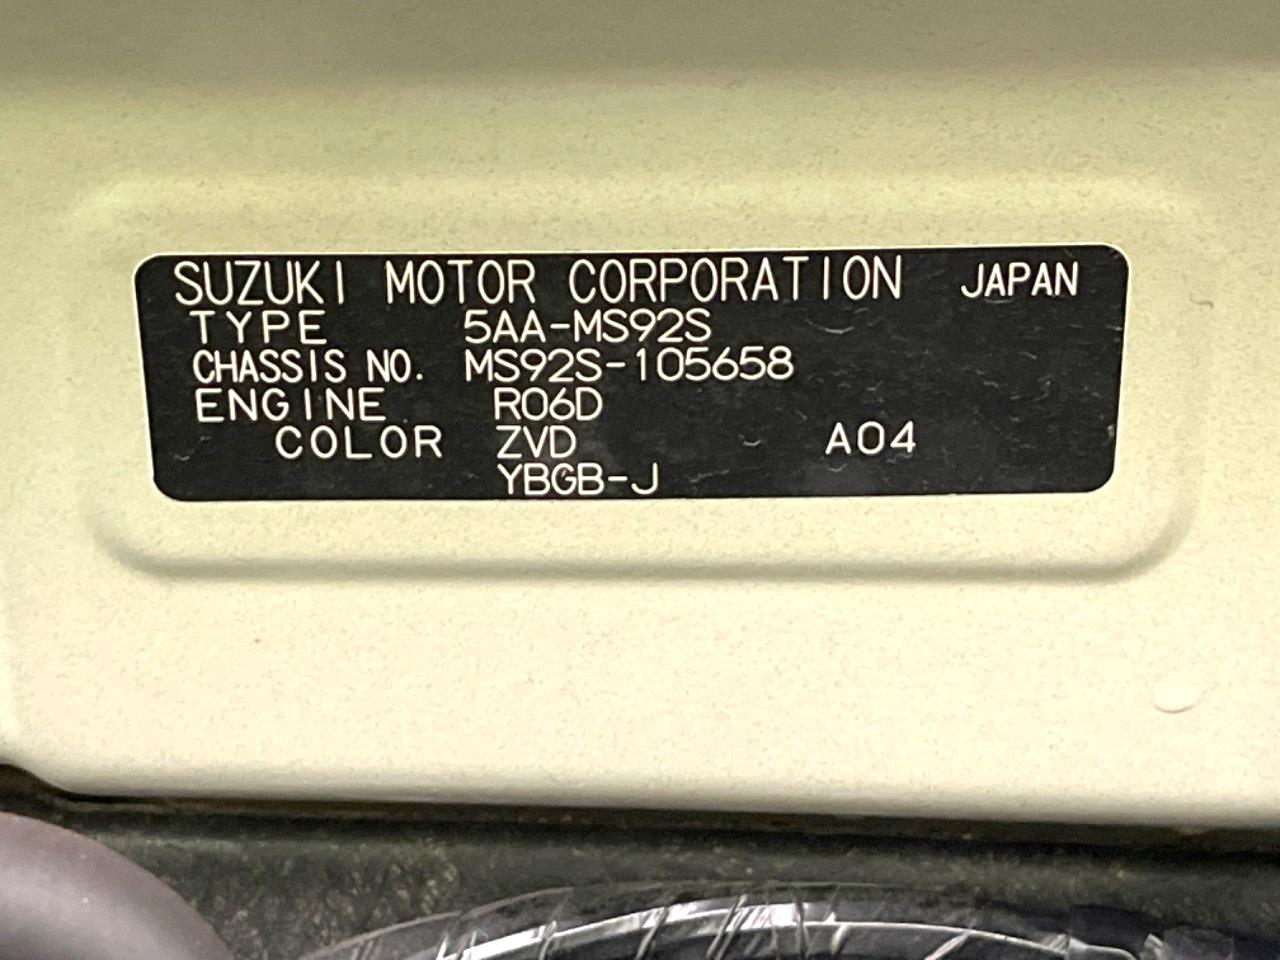 SUZUKI MOTOR CORPORATION JAPAN
TYPE 5AA-MS92S
CHASSIS NO. MS92S-105658
ENGINE R06D
COLOR ZVD A04
YBGB-J